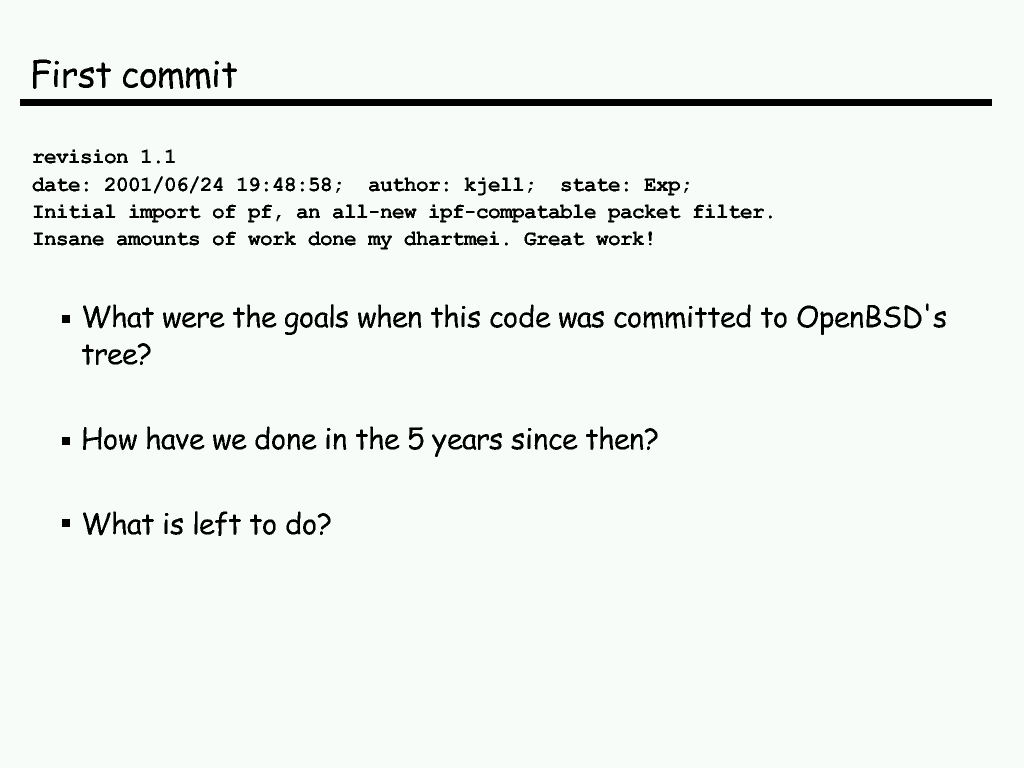 First commit
revision 1.1
date: 2001/06/24 19:48:58;  author: kjell;  state: Exp;
Initial import of pf, an all-new ipf-compatable packet filter.
Insane amounts of work done my dhartmei. Great work!
▪ What were the goals when this code was committed to OpenBSD's
tree?
▪ How have we done in the 5 years since then?
▪ What is left to do?